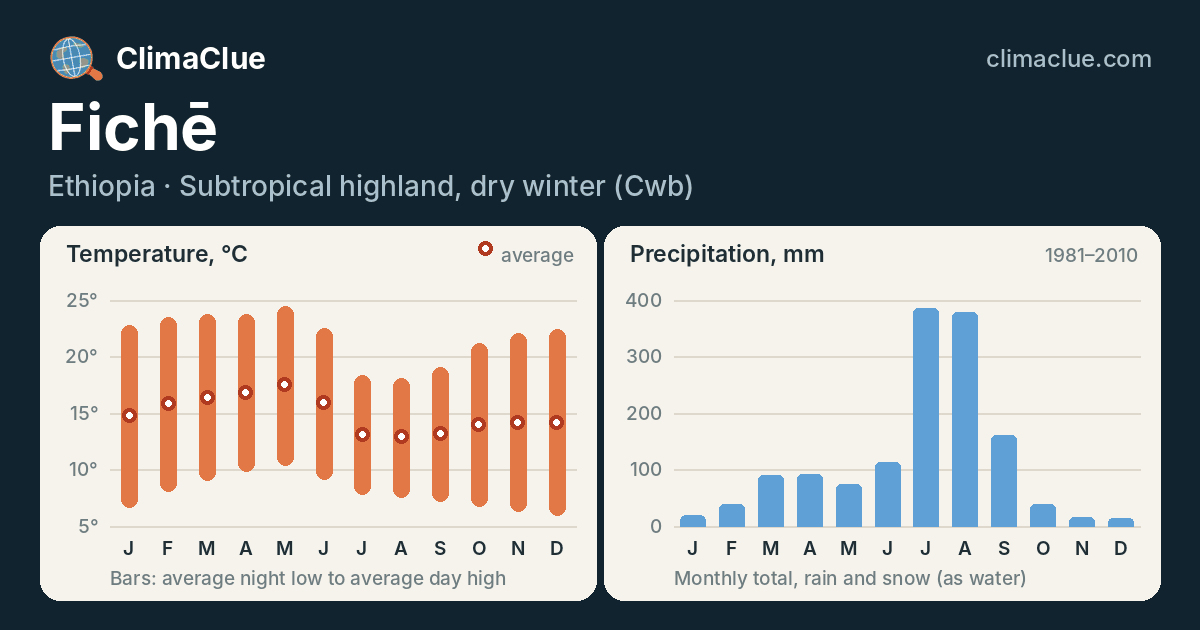 ClimaClue
climaclue.com
Fichē
Ethiopia · Subtropical highland, dry winter (Cwb)
Temperature, °C
average
25°
20°
15°
10°
5°
J F M A M J J A S O N D
Bars: average night low to average day high
Precipitation, mm
1981–2010
400
300
200
100
0
J F M A M J J A S O N D
Monthly total, rain and snow (as water)